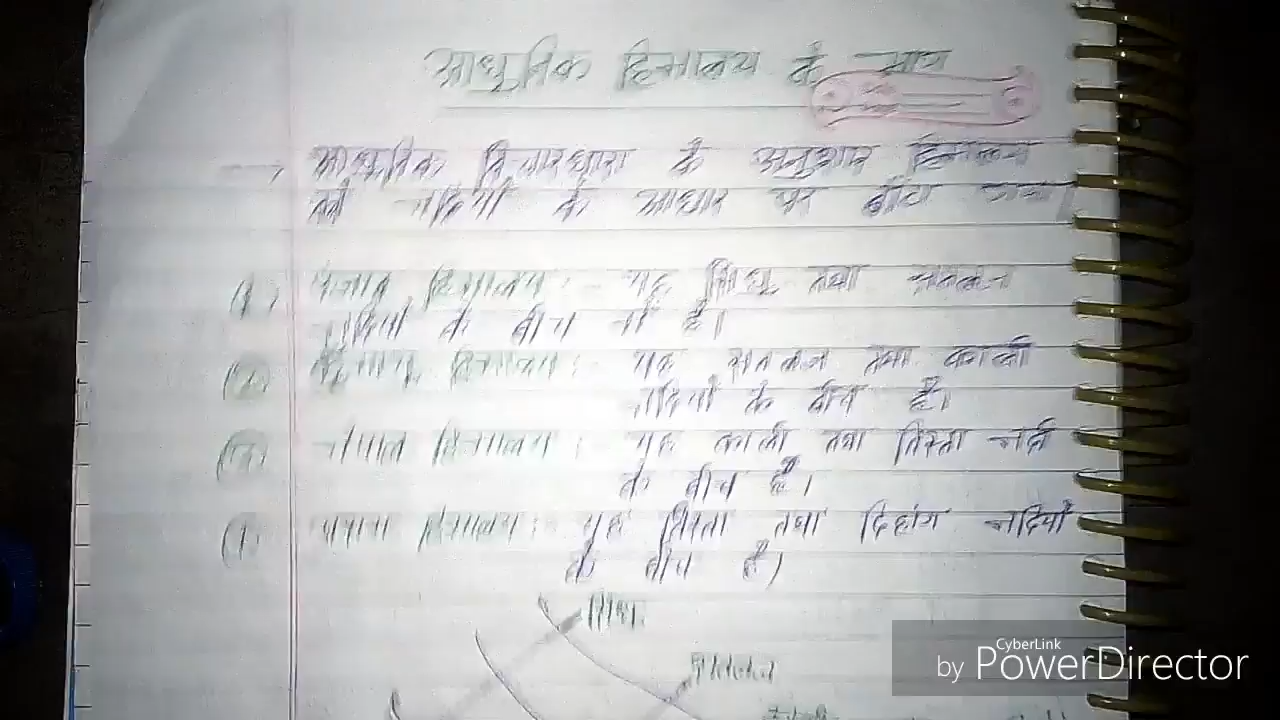 आधुनिक हिमालय के भाग
→ आधुनिक विचारधारा के अनुसार हिमालय
को नदियों के आधार पर बाँटा गया।
(1) पंजाब हिमालय :- यह सिंधु तथा सतलज
नदियों के बीच में है।
(2) कुमायू हिमालय :- यह सतलज तथा काली
नदियों के बीच है।
(3) नेपाल हिमालय : यह काली तथा तिस्ता नदी
के बीच है।
(4) हिमालय : यह तिस्ता तथा दिहांग नदियों
के बीच है।
सिंधु
सतलज
by CyberLink PowerDirector